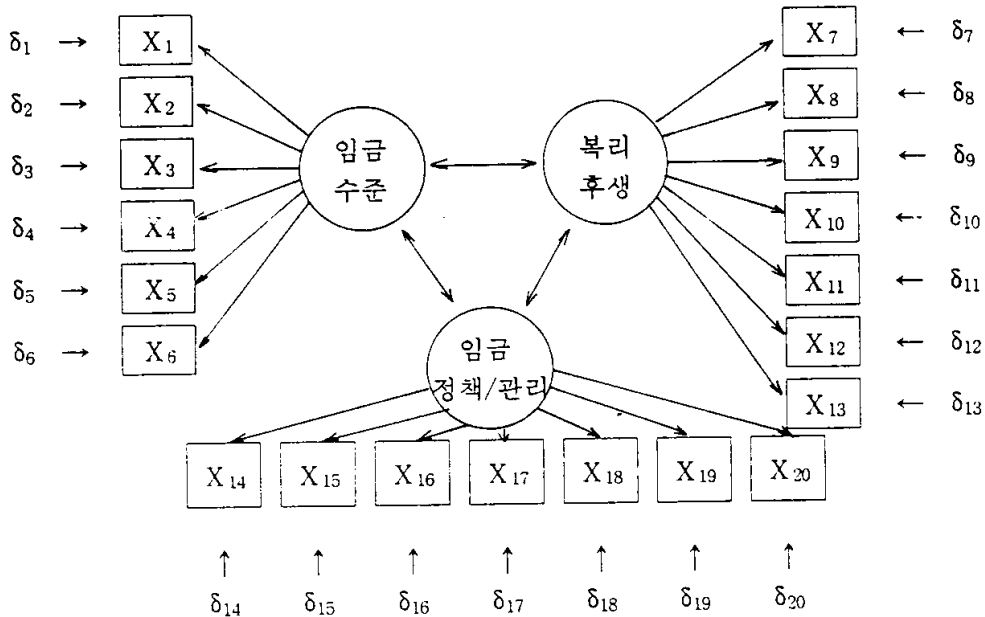 δ1 → X1
δ2 → X2
δ3 → X3
δ4 → X4
δ5 → X5
δ6 → X6
임금
수준
복리
후생
X7 ← δ7
X8 ← δ8
X9 ← δ9
X10 ← δ10
X11 ← δ11
X12 ← δ12
X13 ← δ13
임금
정책/관리
X14 X15 X16 X17 X18 X19 X20
δ14 δ15 δ16 δ17 δ18 δ19 δ20